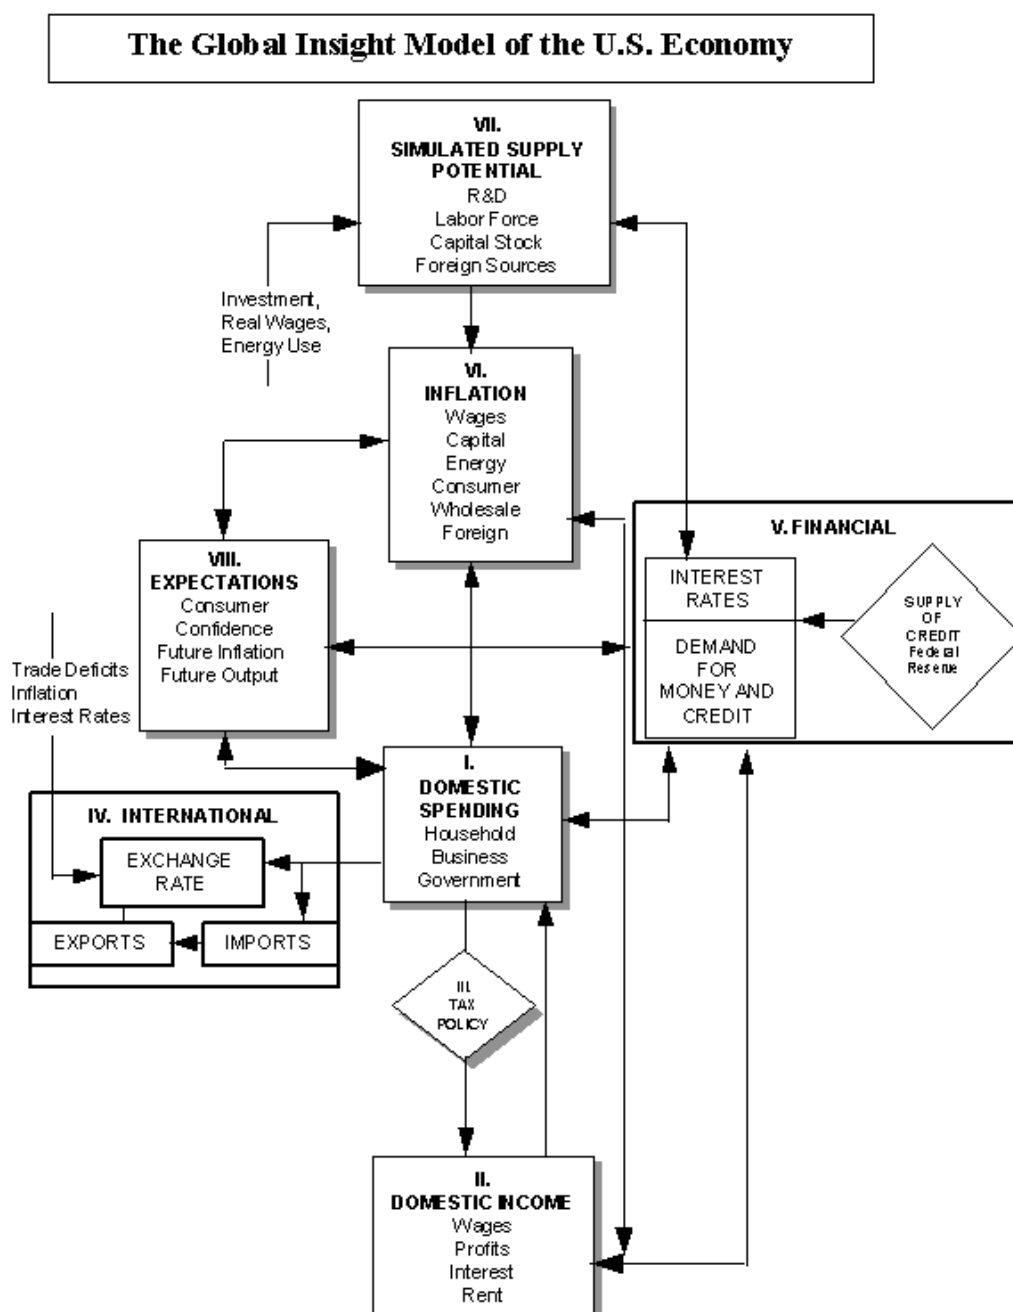 The Global Insight Model of the U.S. Economy
VII.
SIMULATED SUPPLY
POTENTIAL
R&D
Labor Force
Capital Stock
Foreign Sources
Investment,
Real Wages,
Energy Use
VI.
INFLATION
Wages
Capital
Energy
Consumer
Wholesale
Foreign
V. FINANCIAL
INTEREST
RATES
DEMAND
FOR
MONEY AND
CREDIT
SUPPLY
OF
CREDIT
Federal
Reserve
VIII.
EXPECTATIONS
Consumer
Confidence
Future Inflation
Future Output
Trade Deficits
Inflation
Interest Rates
I.
DOMESTIC
SPENDING
Household
Business
Government
IV. INTERNATIONAL
EXCHANGE
RATE
EXPORTS
IMPORTS
III.
TAX
POLICY
II.
DOMESTIC INCOME
Wages
Profits
Interest
Rent